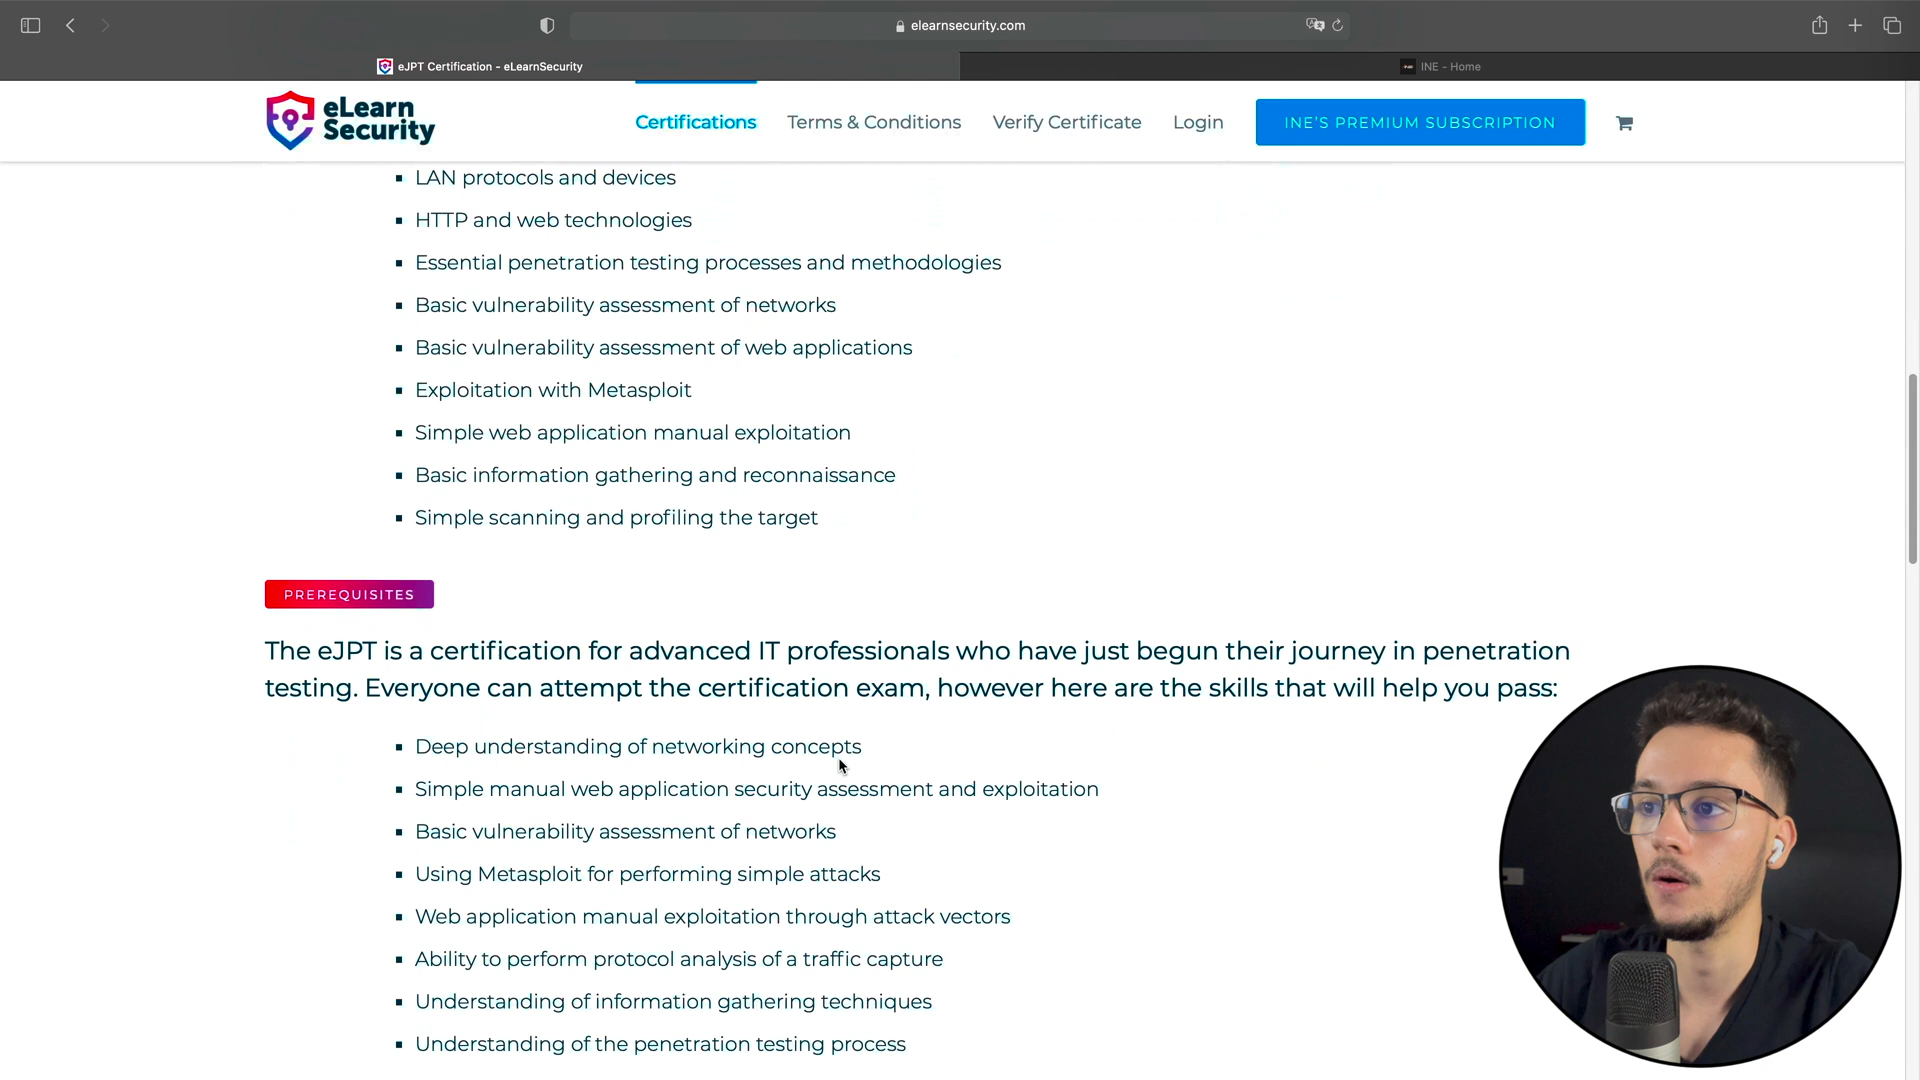 elearnsecurity.com
eJPT Certification - eLearnSecurity
INE - Home
eLearn
Security
Certifications
Terms & Conditions
Verify Certificate
Login
INE'S PREMIUM SUBSCRIPTION
LAN protocols and devices
HTTP and web technologies
Essential penetration testing processes and methodologies
Basic vulnerability assessment of networks
Basic vulnerability assessment of web applications
Exploitation with Metasploit
Simple web application manual exploitation
Basic information gathering and reconnaissance
Simple scanning and profiling the target
PREREQUISITES
The eJPT is a certification for advanced IT professionals who have just begun their journey in penetration
testing. Everyone can attempt the certification exam, however here are the skills that will help you pass:
Deep understanding of networking concepts
Simple manual web application security assessment and exploitation
Basic vulnerability assessment of networks
Using Metasploit for performing simple attacks
Web application manual exploitation through attack vectors
Ability to perform protocol analysis of a traffic capture
Understanding of information gathering techniques
Understanding of the penetration testing process